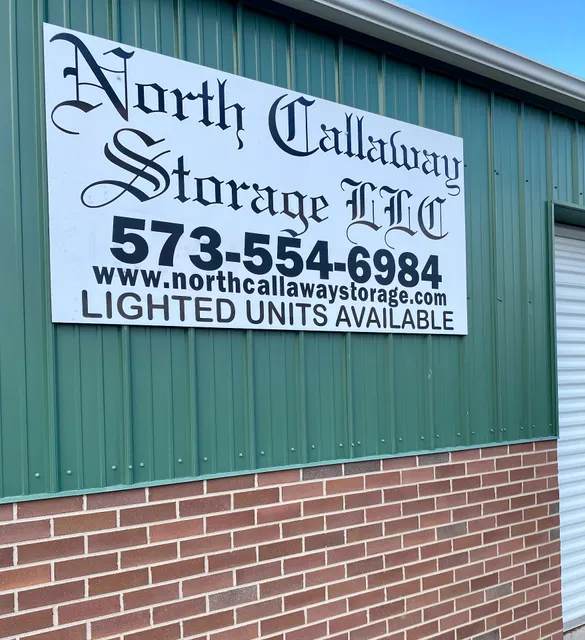 North Callaway
Storage LLC
573-554-6984
www.northcallawaystorage.com
LIGHTED UNITS AVAILABLE